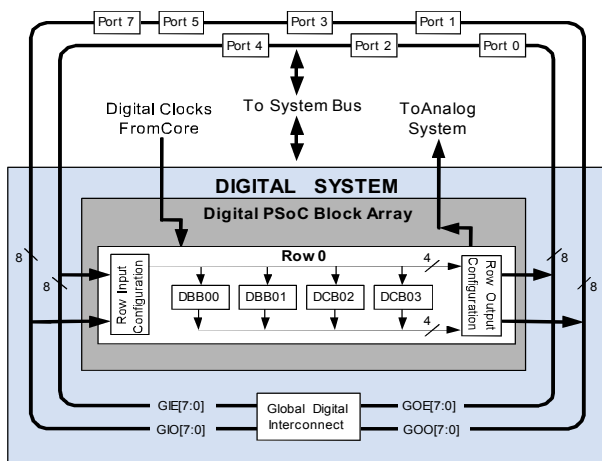 Port 7 Port 5 Port 3 Port 1
Port 4 Port 2 Port 0
Digital Clocks
FromCore
To System Bus
ToAnalog
System
DIGITAL SYSTEM
Digital PSoC Block Array
Row 0
Row Input
Configuration
DBB00 DBB01 DCB02 DCB03
4
4
Row Output
Configuration
8
8
8
8
GIE[7:0]
GIO[7:0]
Global Digital
Interconnect
GOE[7:0]
GOO[7:0]